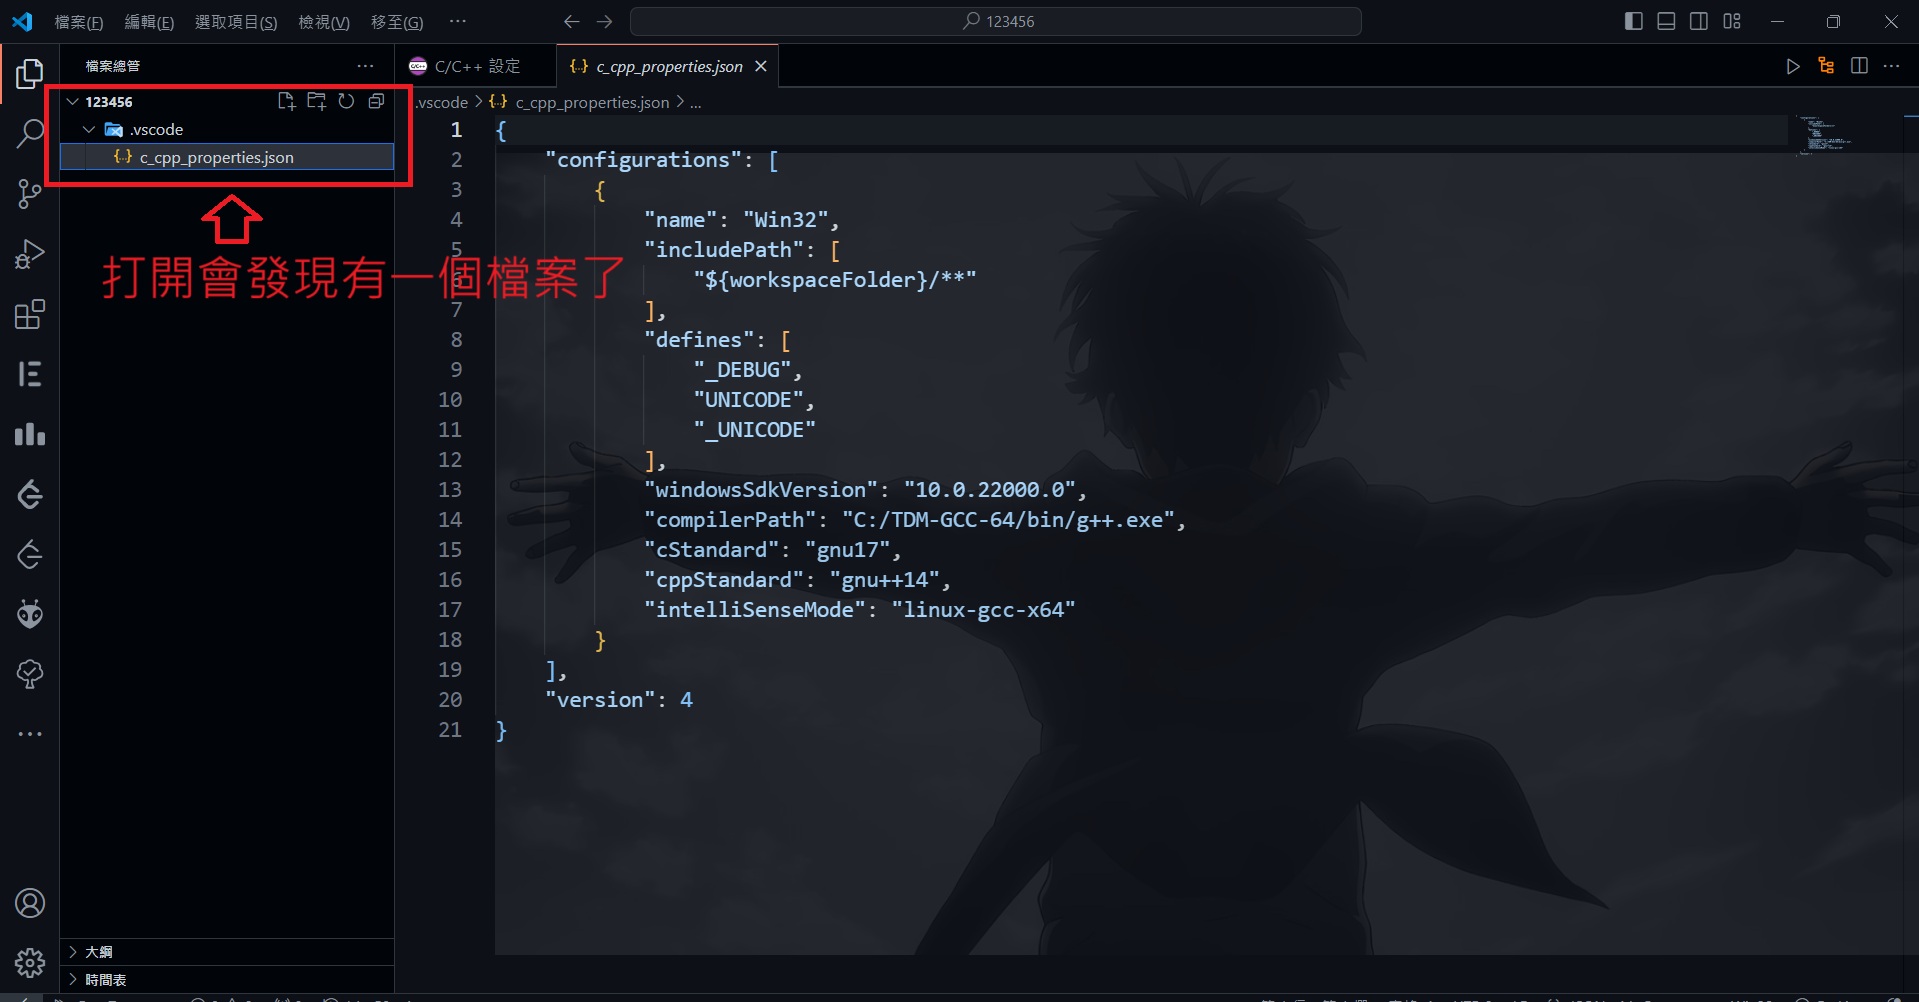 檔案(F) 編輯(E) 選取項目(S) 檢視(V) 移至(G) ··· 123456
檔案總管 ···
C/C++ 設定
c_cpp_properties.json
123456
.vscode
c_cpp_properties.json
打開會發現有一個檔案了
.vscode > c_cpp_properties.json > ...
1 {
2 "configurations": [
3 {
4 "name": "Win32",
5 "includePath": [
6 "${workspaceFolder}/**"
7 ],
8 "defines": [
9 "_DEBUG",
10 "UNICODE",
11 "_UNICODE"
12 ],
13 "windowsSdkVersion": "10.0.22000.0",
14 "compilerPath": "C:/TDM-GCC-64/bin/g++.exe",
15 "cStandard": "gnu17",
16 "cppStandard": "gnu++14",
17 "intelliSenseMode": "linux-gcc-x64"
18 }
19 ],
20 "version": 4
21 }
大綱
時間表